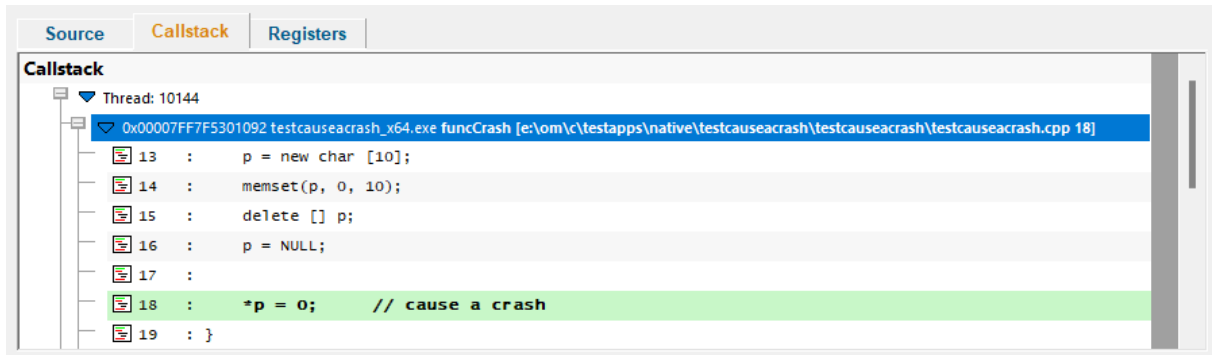 Source Callstack Registers
Callstack
Thread: 10144
0x00007FF7F5301092 testcauseacrash_x64.exe funcCrash [e:\om\c\testapps\native\testcauseacrash\testcauseacrash\testcauseacrash.cpp 18]
13 : p = new char [10];
14 : memset(p, 0, 10);
15 : delete [] p;
16 : p = NULL;
17 :
18 : *p = 0; // cause a crash
19 : }